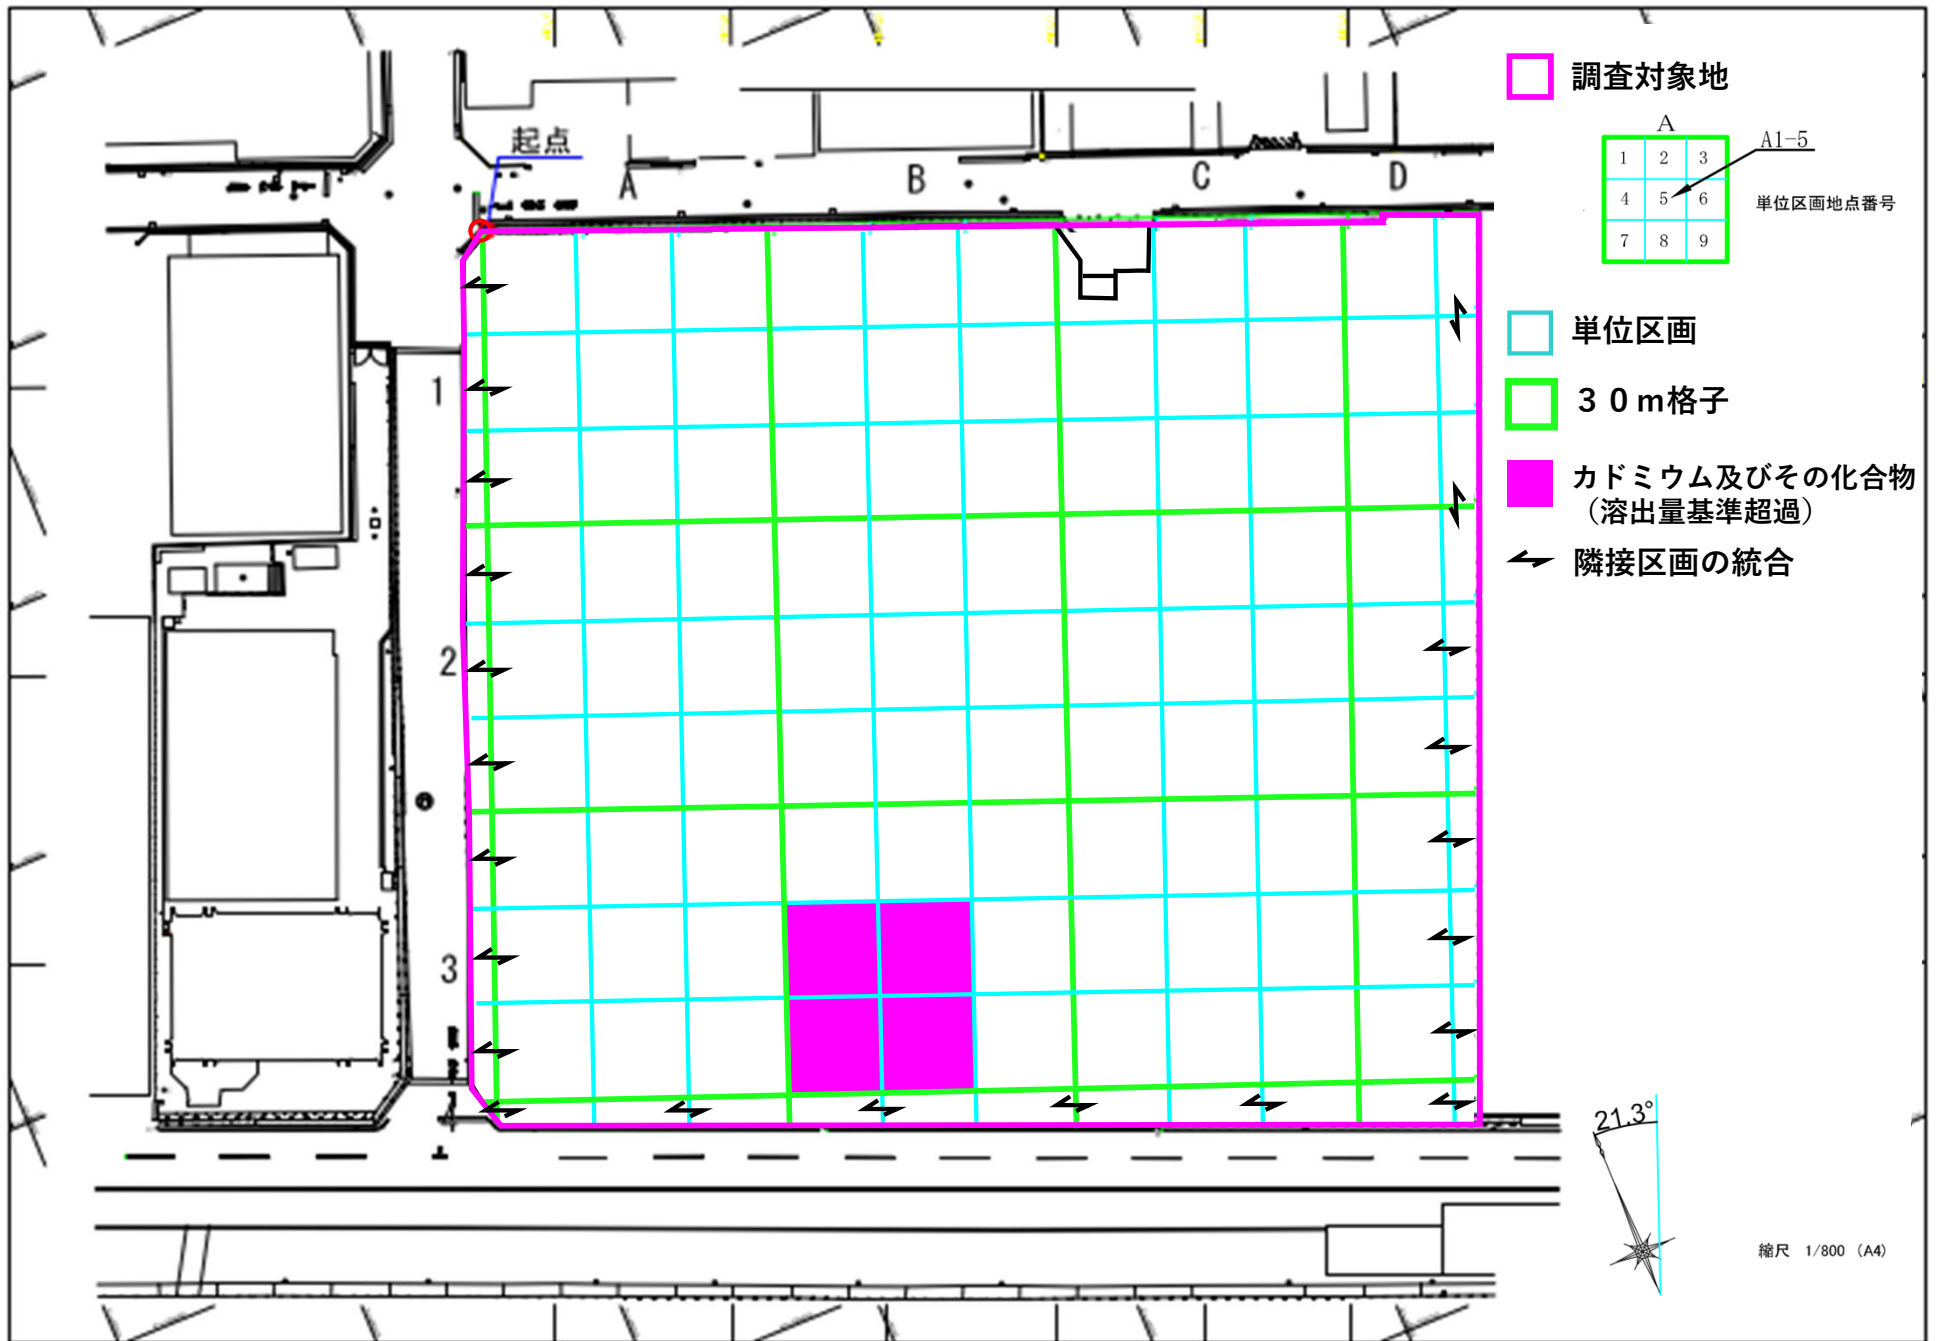 調査対象地
A
A1-5
1 2 3
4 5 6
7 8 9
単位区画地点番号
起点
A B C D
単位区画
３０ｍ格子
1
カドミウム及びその化合物
（溶出量基準超過）
隣接区画の統合
2
3
4
21.3°
縮尺 1/800 (A4)